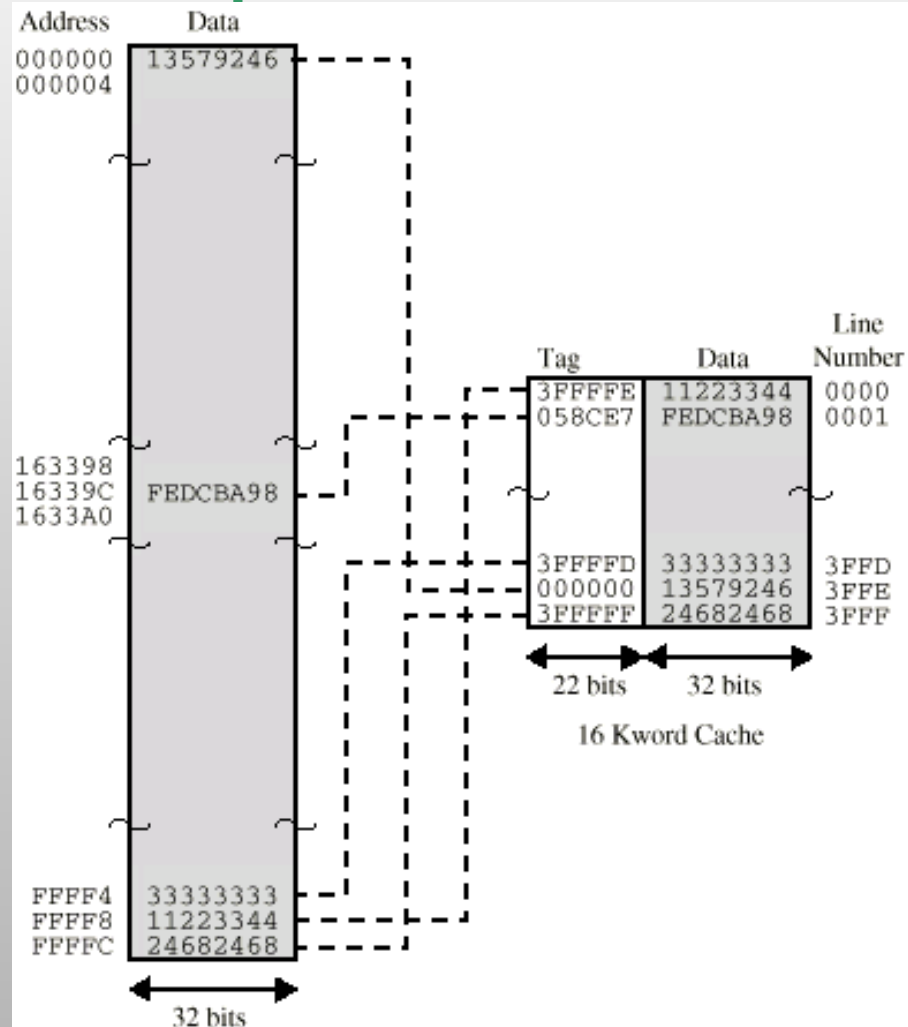 Address Data
000000 13579246
000004
Line
Tag Data Number
3FFFFE 11223344 0000
058CE7 FEDCBA98 0001
163398
16339C FEDCBA98
1633A0
3FFFFD 33333333 3FFD
000000 13579246 3FFE
3FFFFF 24682468 3FFF
22 bits 32 bits
16 Kword Cache
FFFF4 33333333
FFFF8 11223344
FFFFC 24682468
32 bits